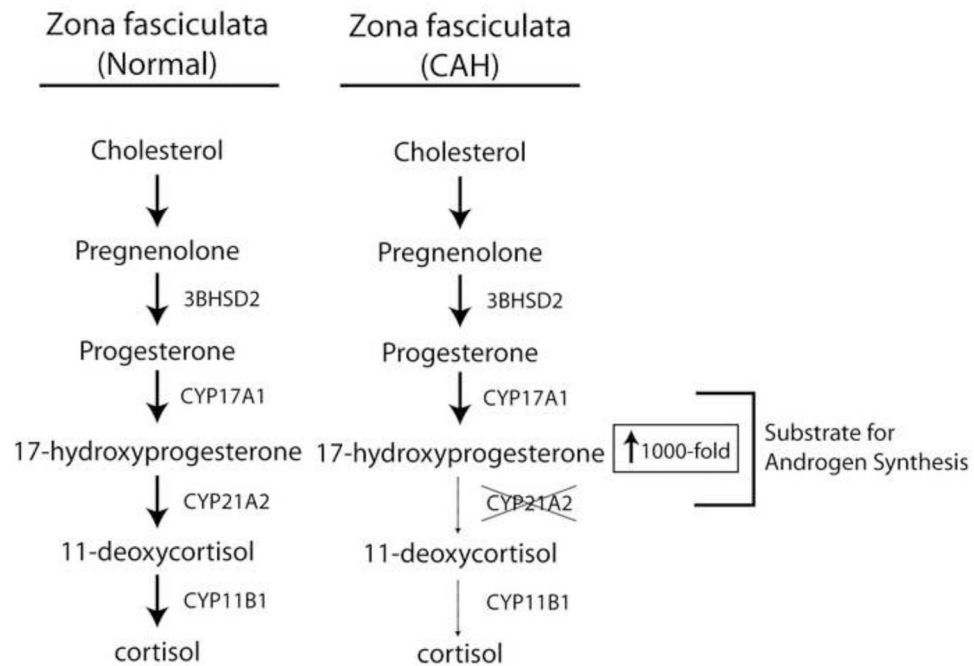 Zona fasciculata
(Normal)
Cholesterol
Pregnenolone
3BHSD2
Progesterone
CYP17A1
17-hydroxyprogesterone
CYP21A2
11-deoxycortisol
CYP11B1
cortisol
Zona fasciculata
(CAH)
Cholesterol
Pregnenolone
3BHSD2
Progesterone
CYP17A1
17-hydroxyprogesterone
1000-fold
Substrate for
Androgen Synthesis
CYP21A2
11-deoxycortisol
CYP11B1
cortisol